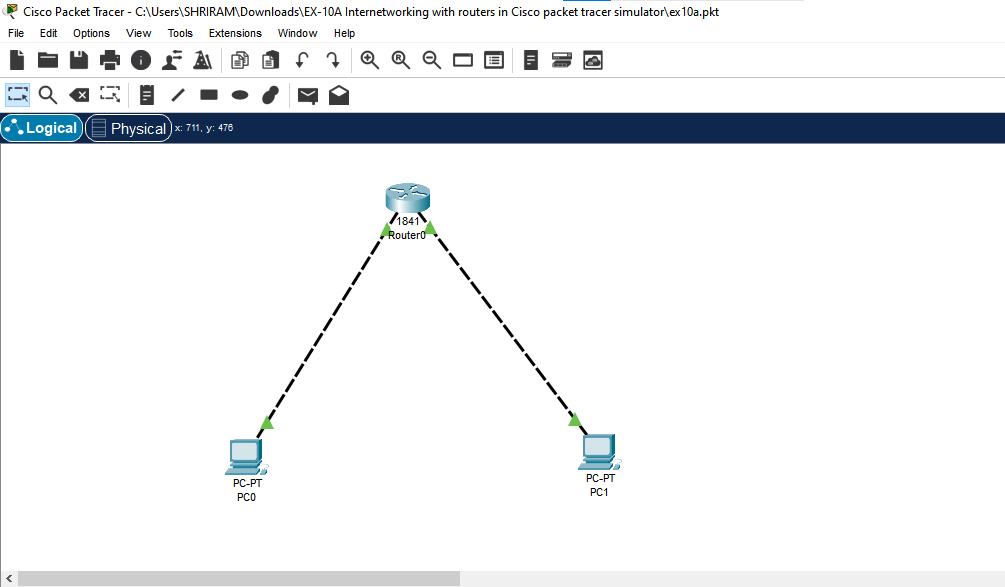 Cisco Packet Tracer - C:\Users\SHRIRAM\Downloads\EX-10A Internetworking with routers in Cisco packet tracer simulator\ex10a.pkt
File Edit Options View Tools Extensions Window Help
Logical Physical x: 711, y: 476
1841
Router0
PC-PT
PC0
PC-PT
PC1